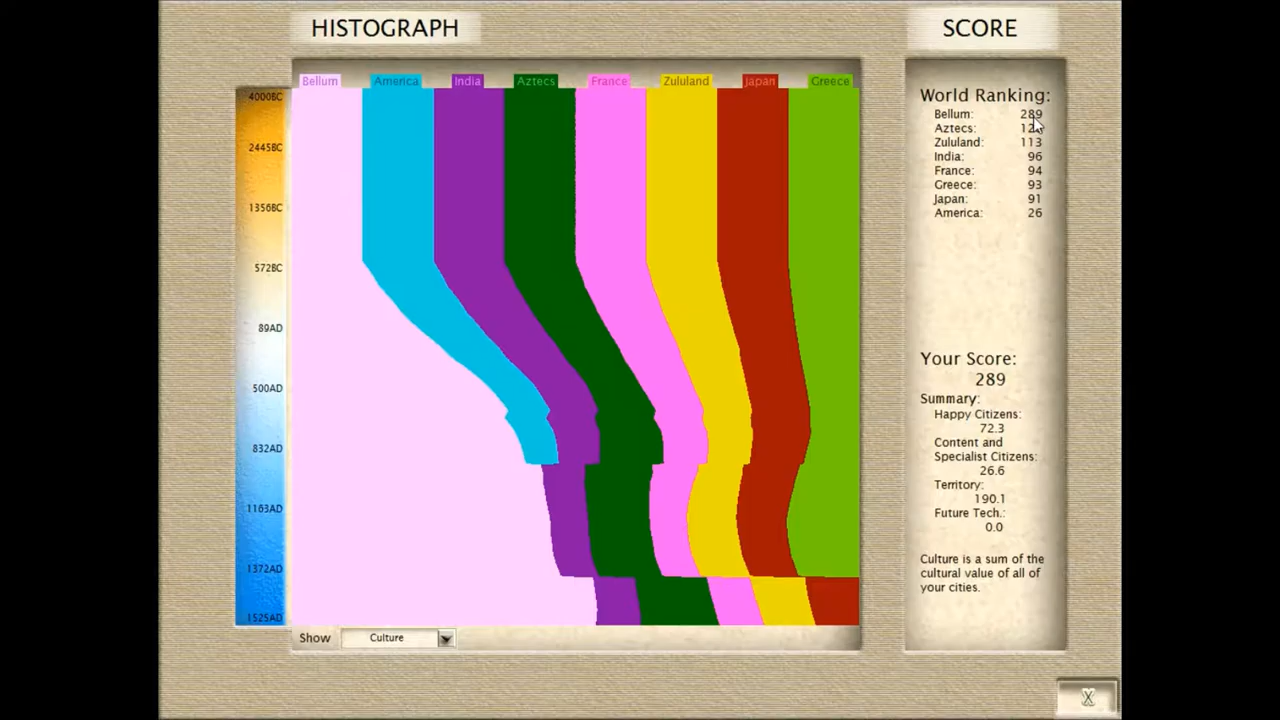 HISTOGRAPH
SCORE
Bellum America India Aztecs France Zululand Japan Greece
4000BC
2445BC
1356BC
572BC
89AD
500AD
832AD
1163AD
1372AD
1525AD
Show Culture
World Ranking:
Bellum: 289
Aztecs:
Zululand: 113
India: 96
France: 94
Greece: 93
Japan: 91
America: 26
Your Score:
289
Summary:
Happy Citizens:
72.3
Content and
Specialist Citizens:
26.6
Territory:
190.1
Future Tech.:
0.0
Culture is a sum of the
cultural value of all of
your cities.
X